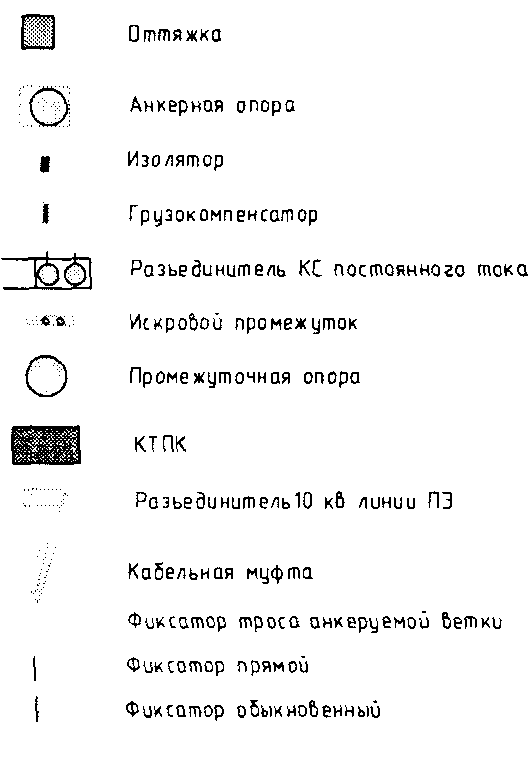 Оттяжка
Анкерная опора
Изолятор
Грузокомпенсатор
Разъединитель КС постоянного тока
Искровой промежуток
Промежуточная опора
КТПК
Разъединитель 10 кв линии ПЭ
Кабельная муфта
Фиксатор троса анкеруемой ветки
Фиксатор прямой
Фиксатор обыкновенный